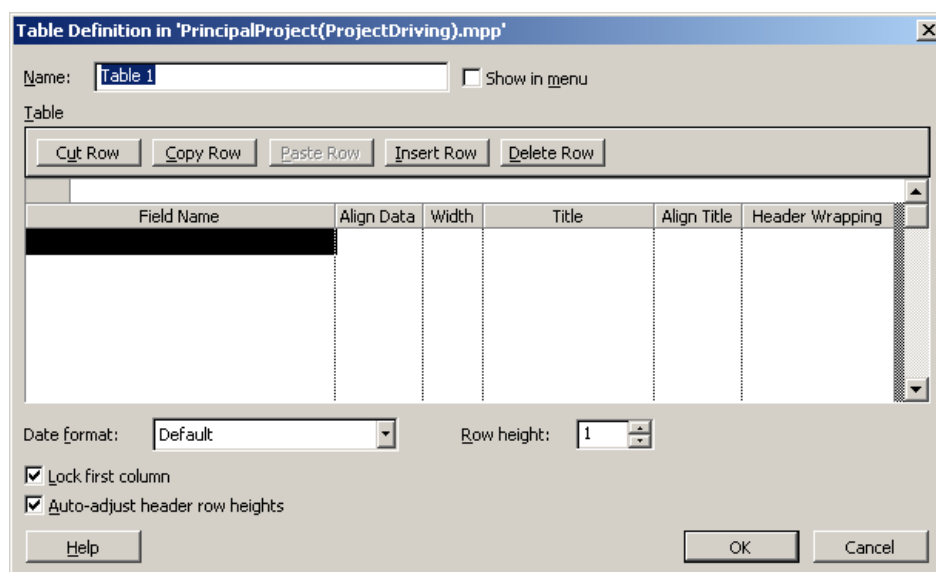 Table Definition in 'PrincipalProject(ProjectDriving).mpp'
Name: Table 1 Show in menu
Table
Cut Row Copy Row Paste Row Insert Row Delete Row
Field Name Align Data Width Title Align Title Header Wrapping
Date format: Default Row height: 1
Lock first column
Auto-adjust header row heights
Help OK Cancel